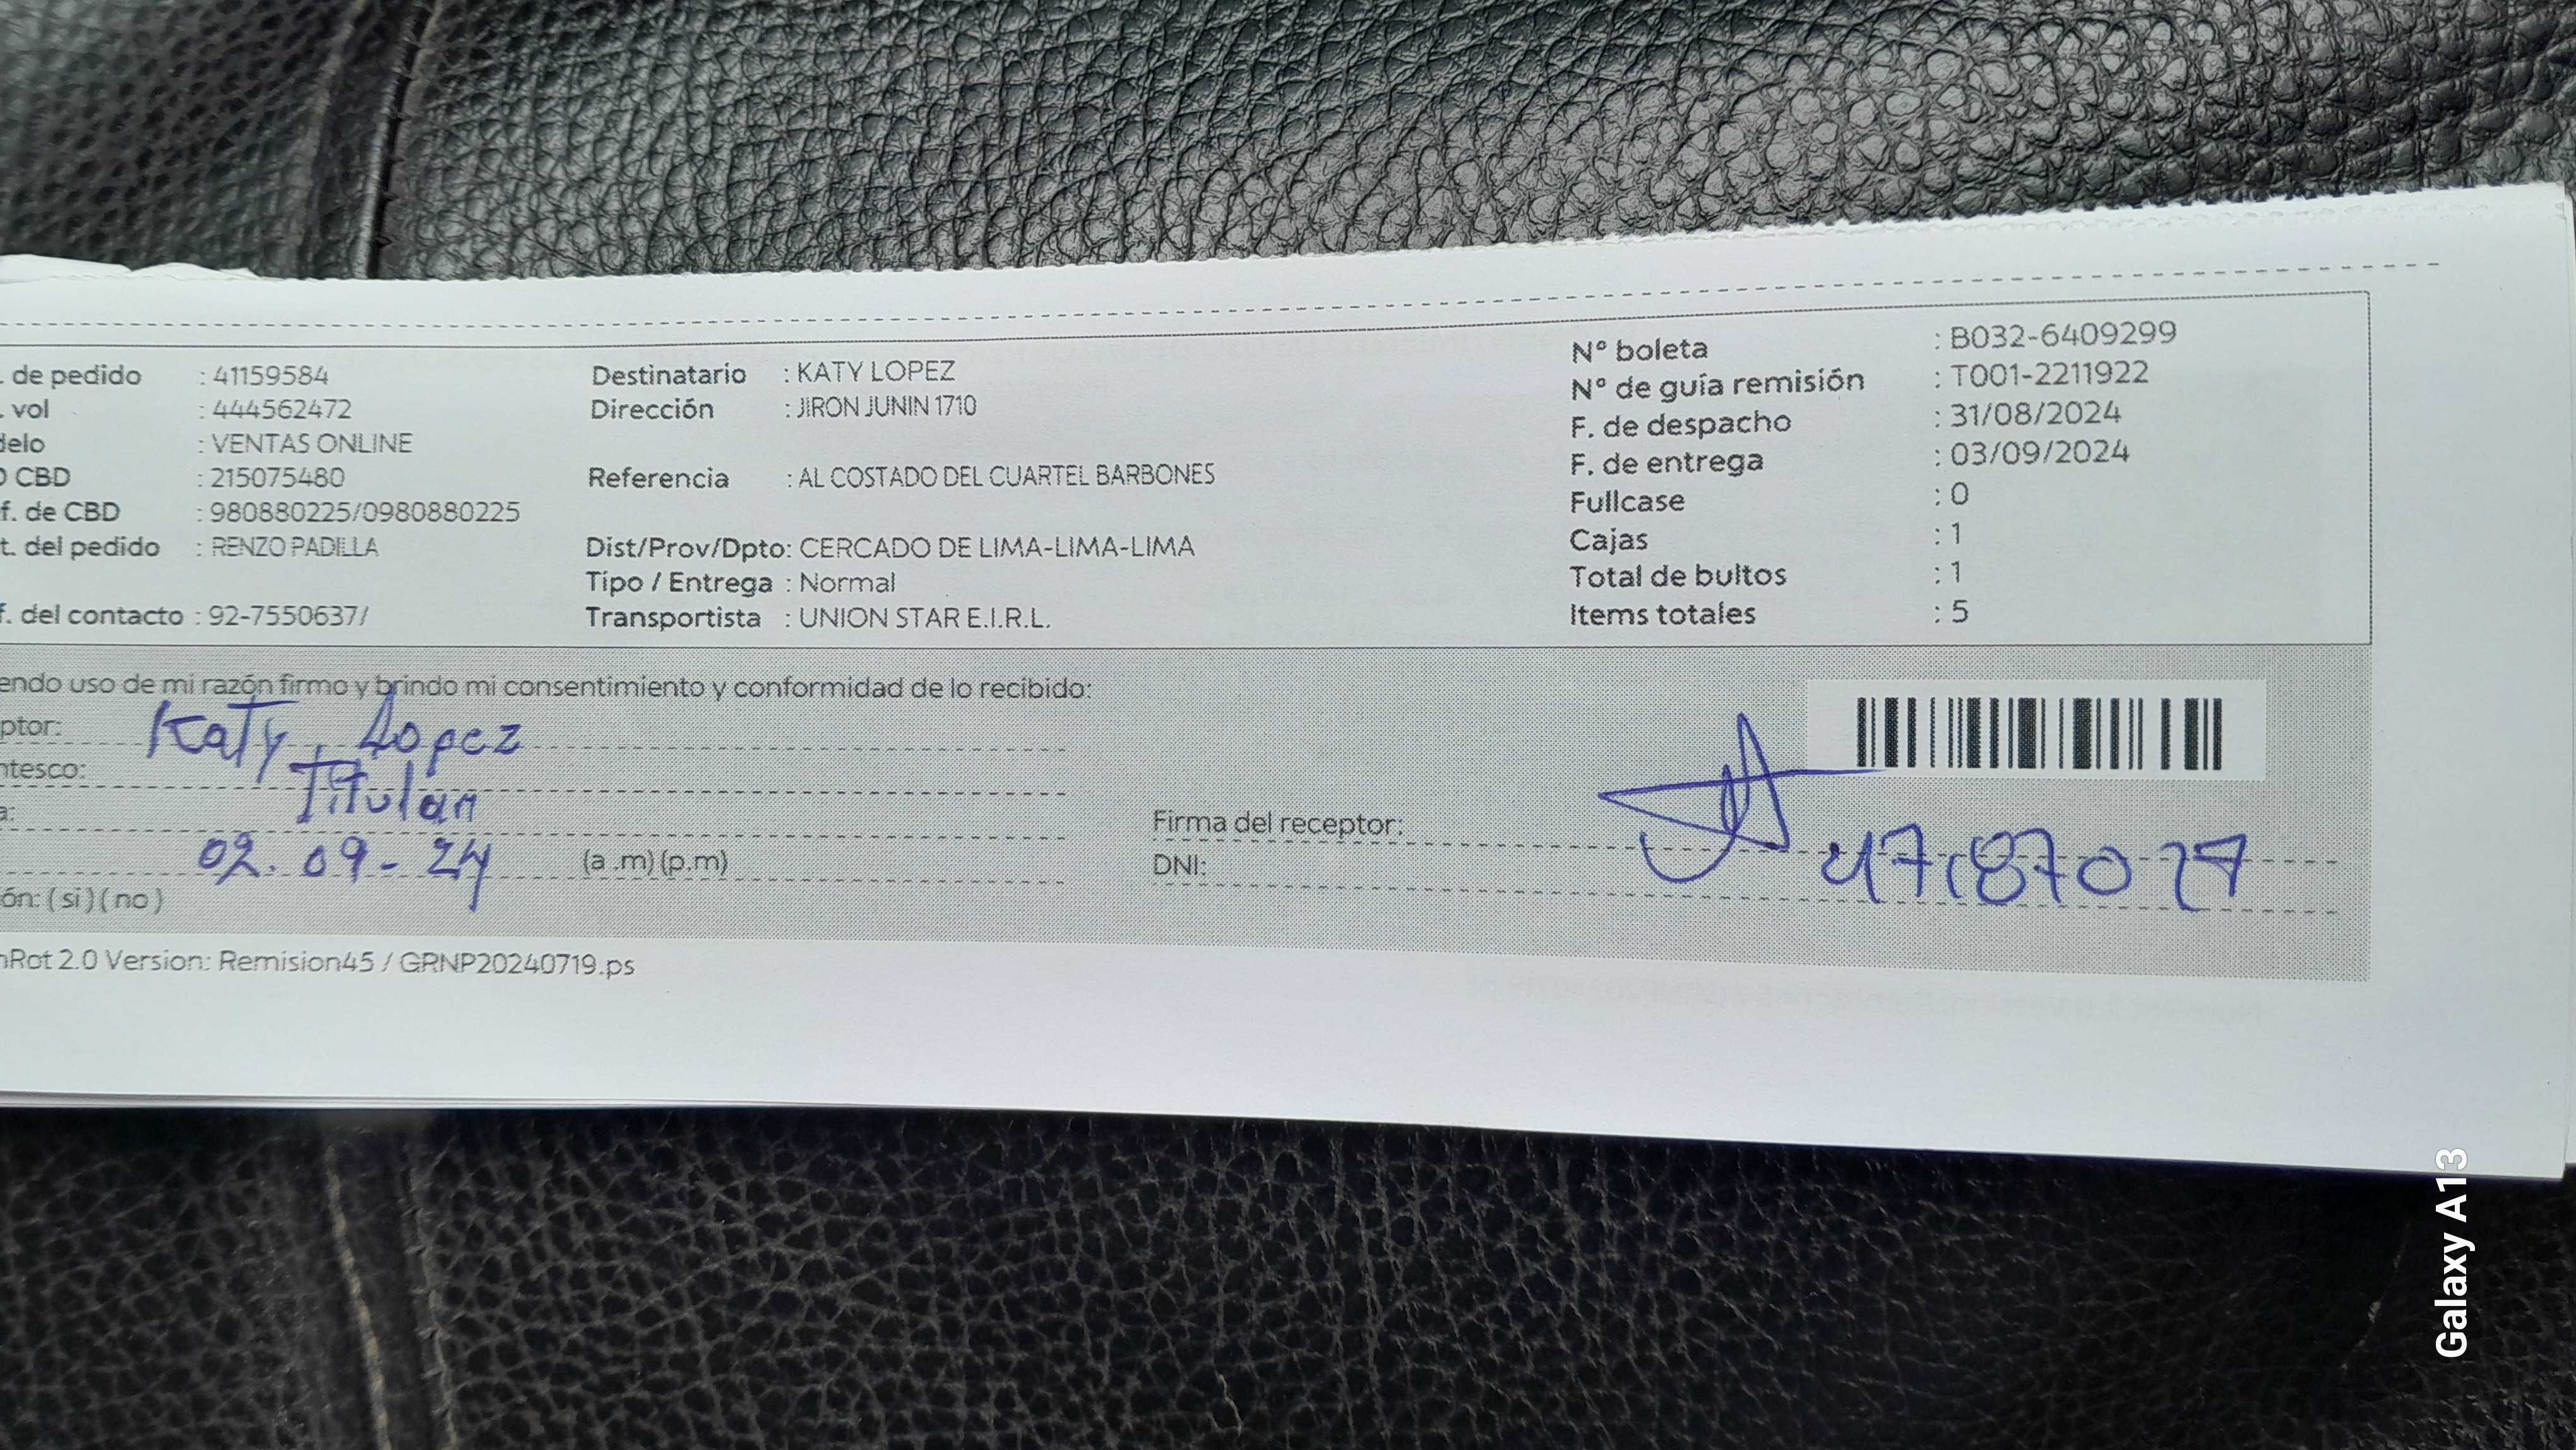 . de pedido : 41159584
. vol : 444562472
delo : VENTAS ONLINE
O CBD : 215075480
f. de CBD : 980880225/0980880225
t. del pedido : RENZO PADILLA
f. del contacto : 92-7550637/
Destinatario : KATY LOPEZ
Dirección : JIRON JUNIN 1710
Referencia : AL COSTADO DEL CUARTEL BARBONES
Dist/Prov/Dpto: CERCADO DE LIMA-LIMA-LIMA
Tipo / Entrega : Normal
Transportista : UNION STAR E.I.R.L.
Nº boleta : B032-6409299
Nº de guía remisión : T001-2211922
F. de despacho : 31/08/2024
F. de entrega : 03/09/2024
Fullcase : 0
Cajas : 1
Total de bultos : 1
Items totales : 5
endo uso de mi razón firmo y brindo mi consentimiento y conformidad de lo recibido:
ptor: Katy Lopez
ntesco: Titular
a:
02.09-24 (a .m) (p.m)
ón: ( si ) ( no )
Firma del receptor:
DNI: 47187027
nRot 2.0 Version: Remision45 / GRNP20240719.ps
Galaxy A13